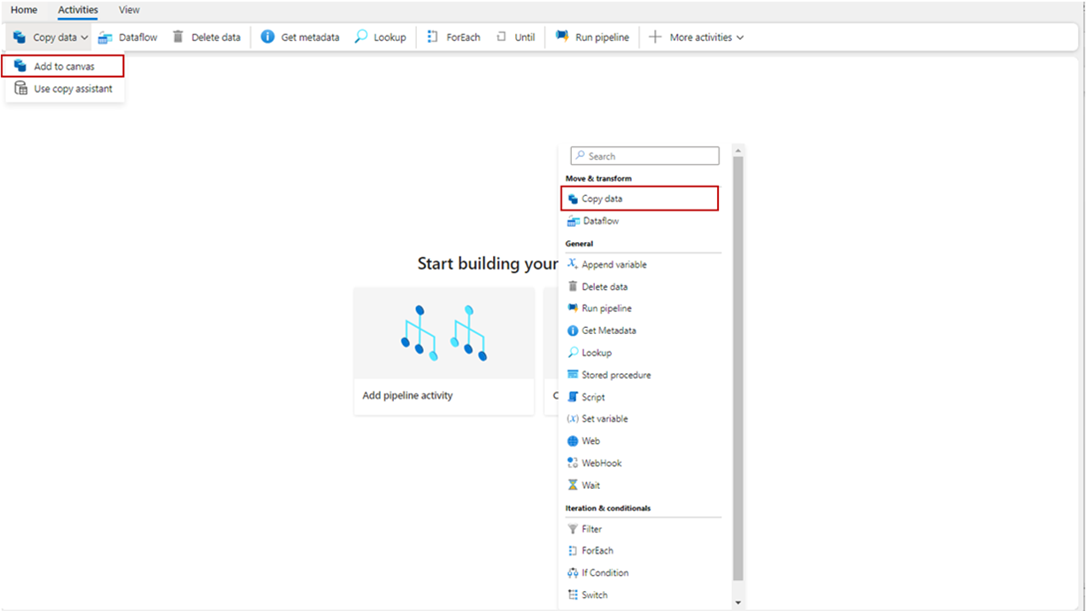 Home Activities View
Copy data Dataflow Delete data Get metadata Lookup ForEach Until Run pipeline More activities
Add to canvas
Use copy assistant
Search
Move & transform
Copy data
Dataflow
General
Start building your
Append variable
Delete data
Run pipeline
Get Metadata
Lookup
Stored procedure
Add pipeline activity
Script
Set variable
Web
WebHook
Wait
Iteration & conditionals
Filter
ForEach
If Condition
Switch